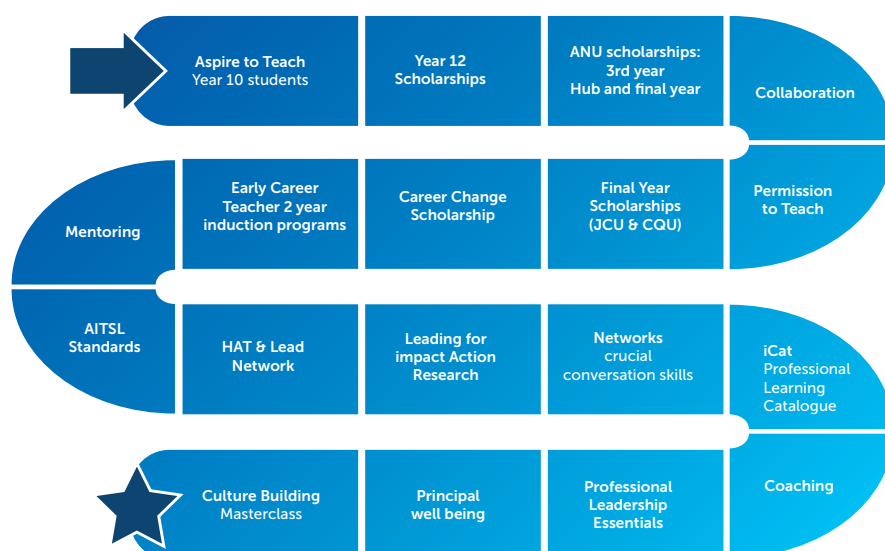 Aspire to Teach
Year 10 students
Year 12
Scholarships
ANU scholarships:
3rd year
Hub and final year
Collaboration
Permission
to Teach
Final Year
Scholarships
(JCU & CQU)
Career Change
Scholarship
Early Career
Teacher 2 year
induction programs
Mentoring
AITSL
Standards
HAT & Lead
Network
Leading for
impact Action
Research
Networks
crucial
conversation skills
iCat
Professional
Learning
Catalogue
Coaching
Professional
Leadership
Essentials
Principal
well being
Culture Building
Masterclass